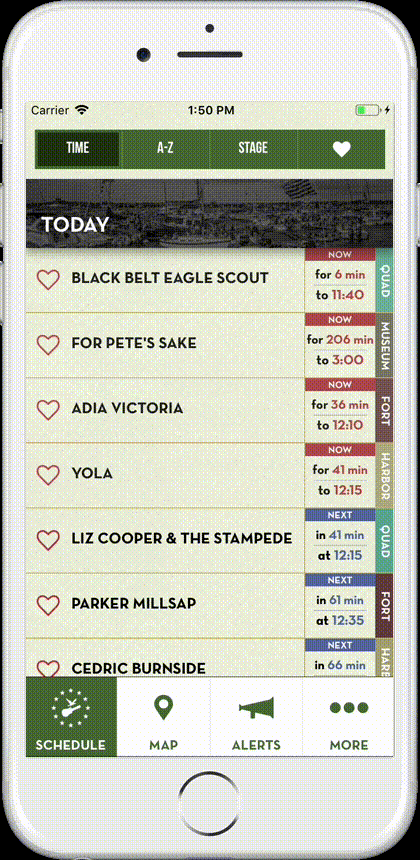 Carrier 1:50 PM
TIME A-Z STAGE
TODAY
NOW
BLACK BELT EAGLE SCOUT for 6 min
to 11:40
QUAD
NOW
FOR PETE'S SAKE for 206 min
to 3:00
MUSEUM
NOW
ADIA VICTORIA for 36 min
to 12:10
FORT
NOW
YOLA for 41 min
to 12:15
HARBOR
NEXT
LIZ COOPER & THE STAMPEDE in 41 min
at 12:15
QUAD
NEXT
PARKER MILLSAP in 61 min
at 12:35
FORT
NEXT
CEDRIC BURNSIDE in 66 min
SCHEDULE MAP ALERTS MORE